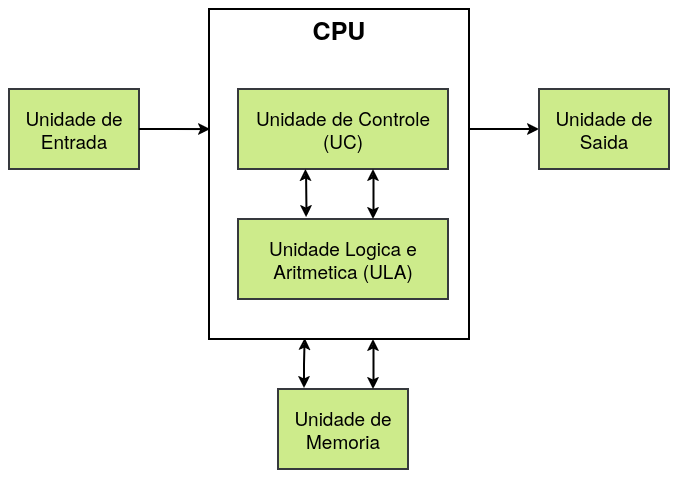 CPU
Unidade de
Entrada
Unidade de Controle
(UC)
Unidade de
Saida
Unidade Logica e
Aritmetica (ULA)
Unidade de
Memoria